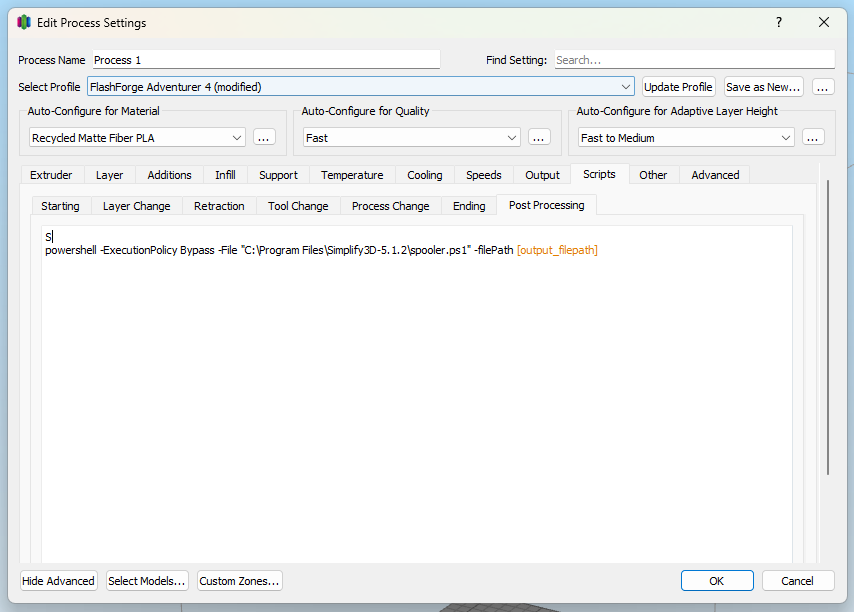 Edit Process Settings
?
Process Name Process 1 Find Setting: Search...
Select Profile FlashForge Adventurer 4 (modified) Update Profile Save as New... ...
Auto-Configure for Material Auto-Configure for Quality Auto-Configure for Adaptive Layer Height
Recycled Matte Fiber PLA ... Fast ... Fast to Medium ...
Extruder Layer Additions Infill Support Temperature Cooling Speeds Output Scripts Other Advanced
Starting Layer Change Retraction Tool Change Process Change Ending Post Processing
S
powershell -ExecutionPolicy Bypass -File "C:\Program Files\Simplify3D-5.1.2\spooler.ps1" -filePath [output_filepath]
Hide Advanced Select Models... Custom Zones... OK Cancel